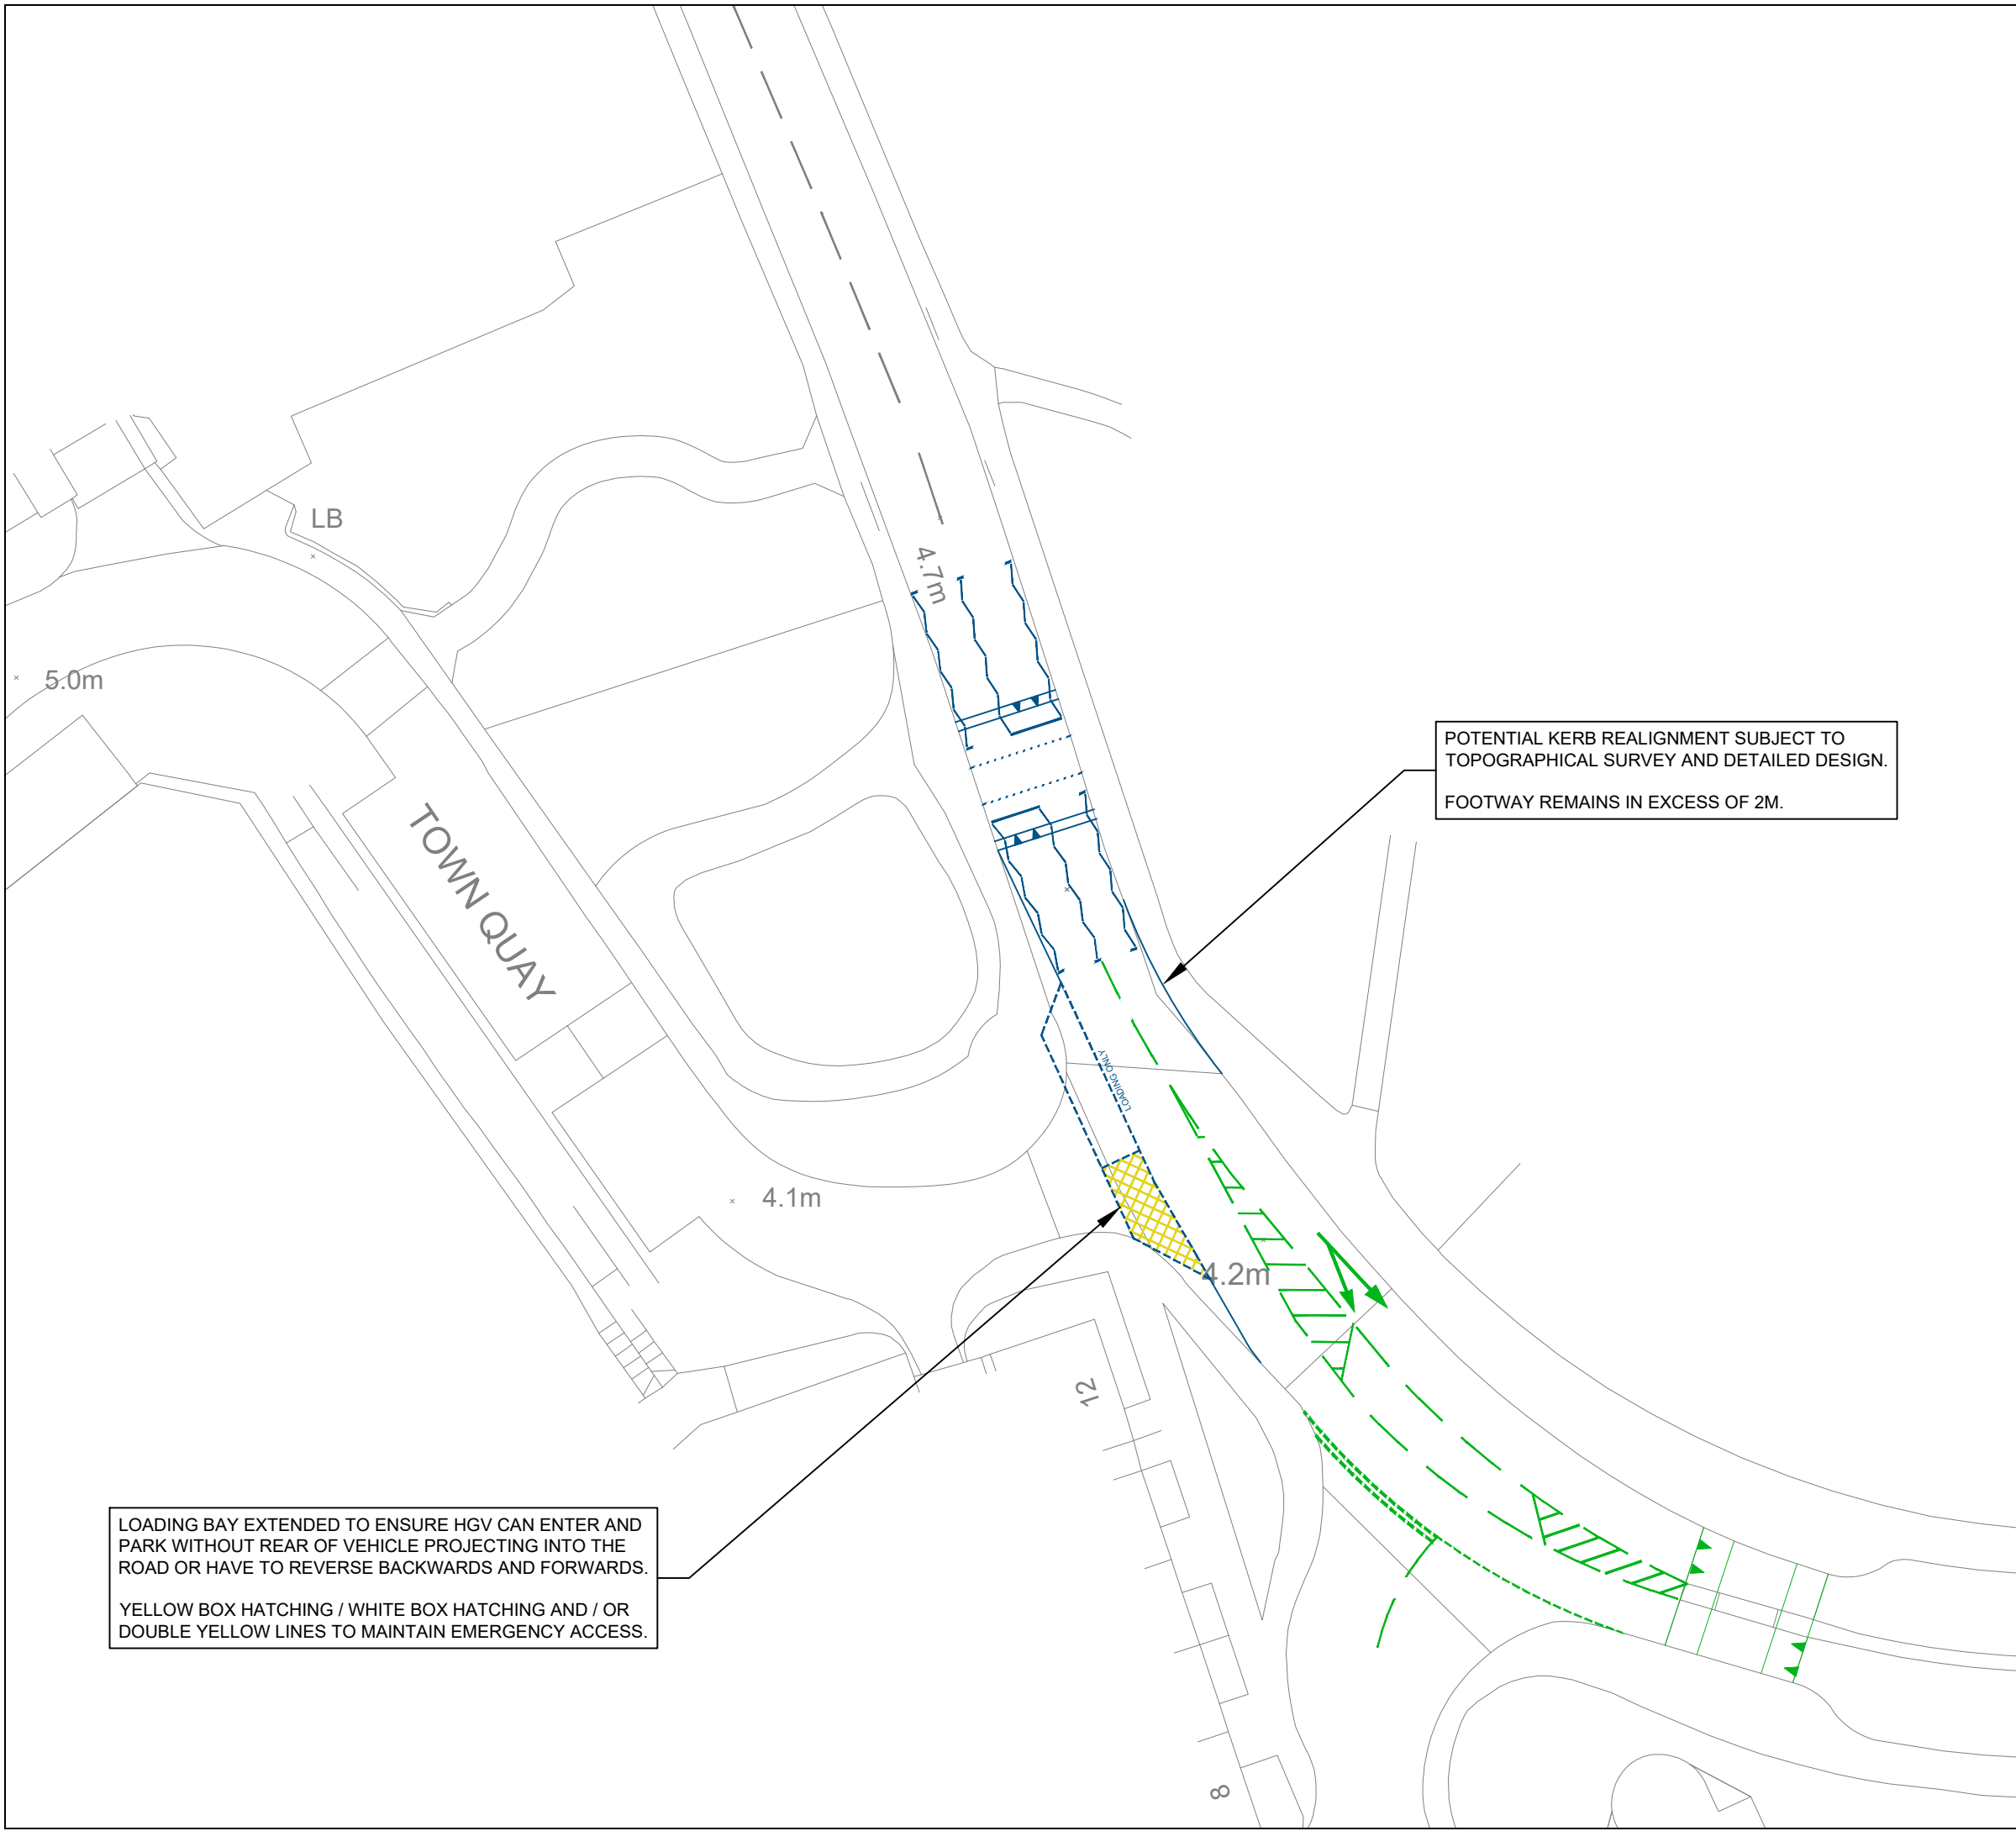 LB
4.7m
5.0m
POTENTIAL KERB REALIGNMENT SUBJECT TO
TOPOGRAPHICAL SURVEY AND DETAILED DESIGN.
FOOTWAY REMAINS IN EXCESS OF 2M.
TOWN QUAY
LOADING ONLY
4.1m
4.2m
12
LOADING BAY EXTENDED TO ENSURE HGV CAN ENTER AND
PARK WITHOUT REAR OF VEHICLE PROJECTING INTO THE
ROAD OR HAVE TO REVERSE BACKWARDS AND FORWARDS.
YELLOW BOX HATCHING / WHITE BOX HATCHING AND / OR
DOUBLE YELLOW LINES TO MAINTAIN EMERGENCY ACCESS.
8